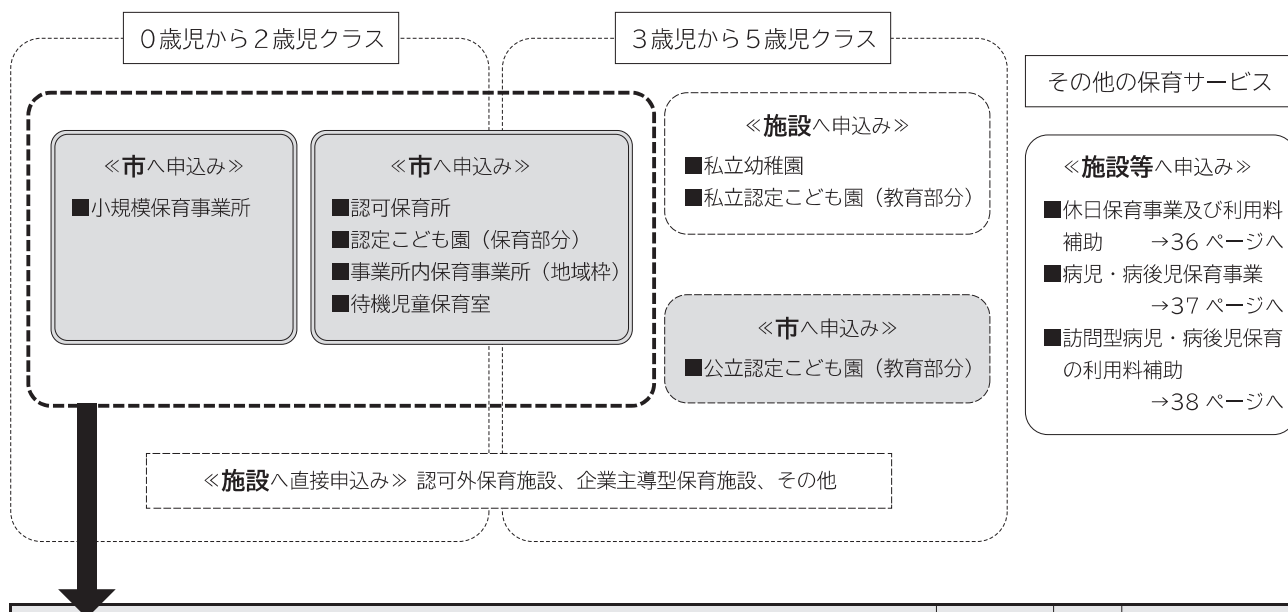 0歳児から2歳児クラス
3歳児から5歳児クラス
その他の保育サービス
≪市へ申込み≫
■小規模保育事業所
≪市へ申込み≫
■認可保育所
■認定こども園（保育部分）
■事業所内保育事業所（地域枠）
■待機児童保育室
≪施設へ申込み≫
■私立幼稚園
■私立認定こども園（教育部分）
≪市へ申込み≫
■公立認定こども園（教育部分）
≪施設等へ申込み≫
■休日保育事業及び利用料
補助　→36 ページへ
■病児・病後児保育事業
→37 ページへ
■訪問型病児・病後児保育
の利用料補助
→38 ページへ
≪施設へ直接申込み≫ 認可外保育施設、企業主導型保育施設、その他